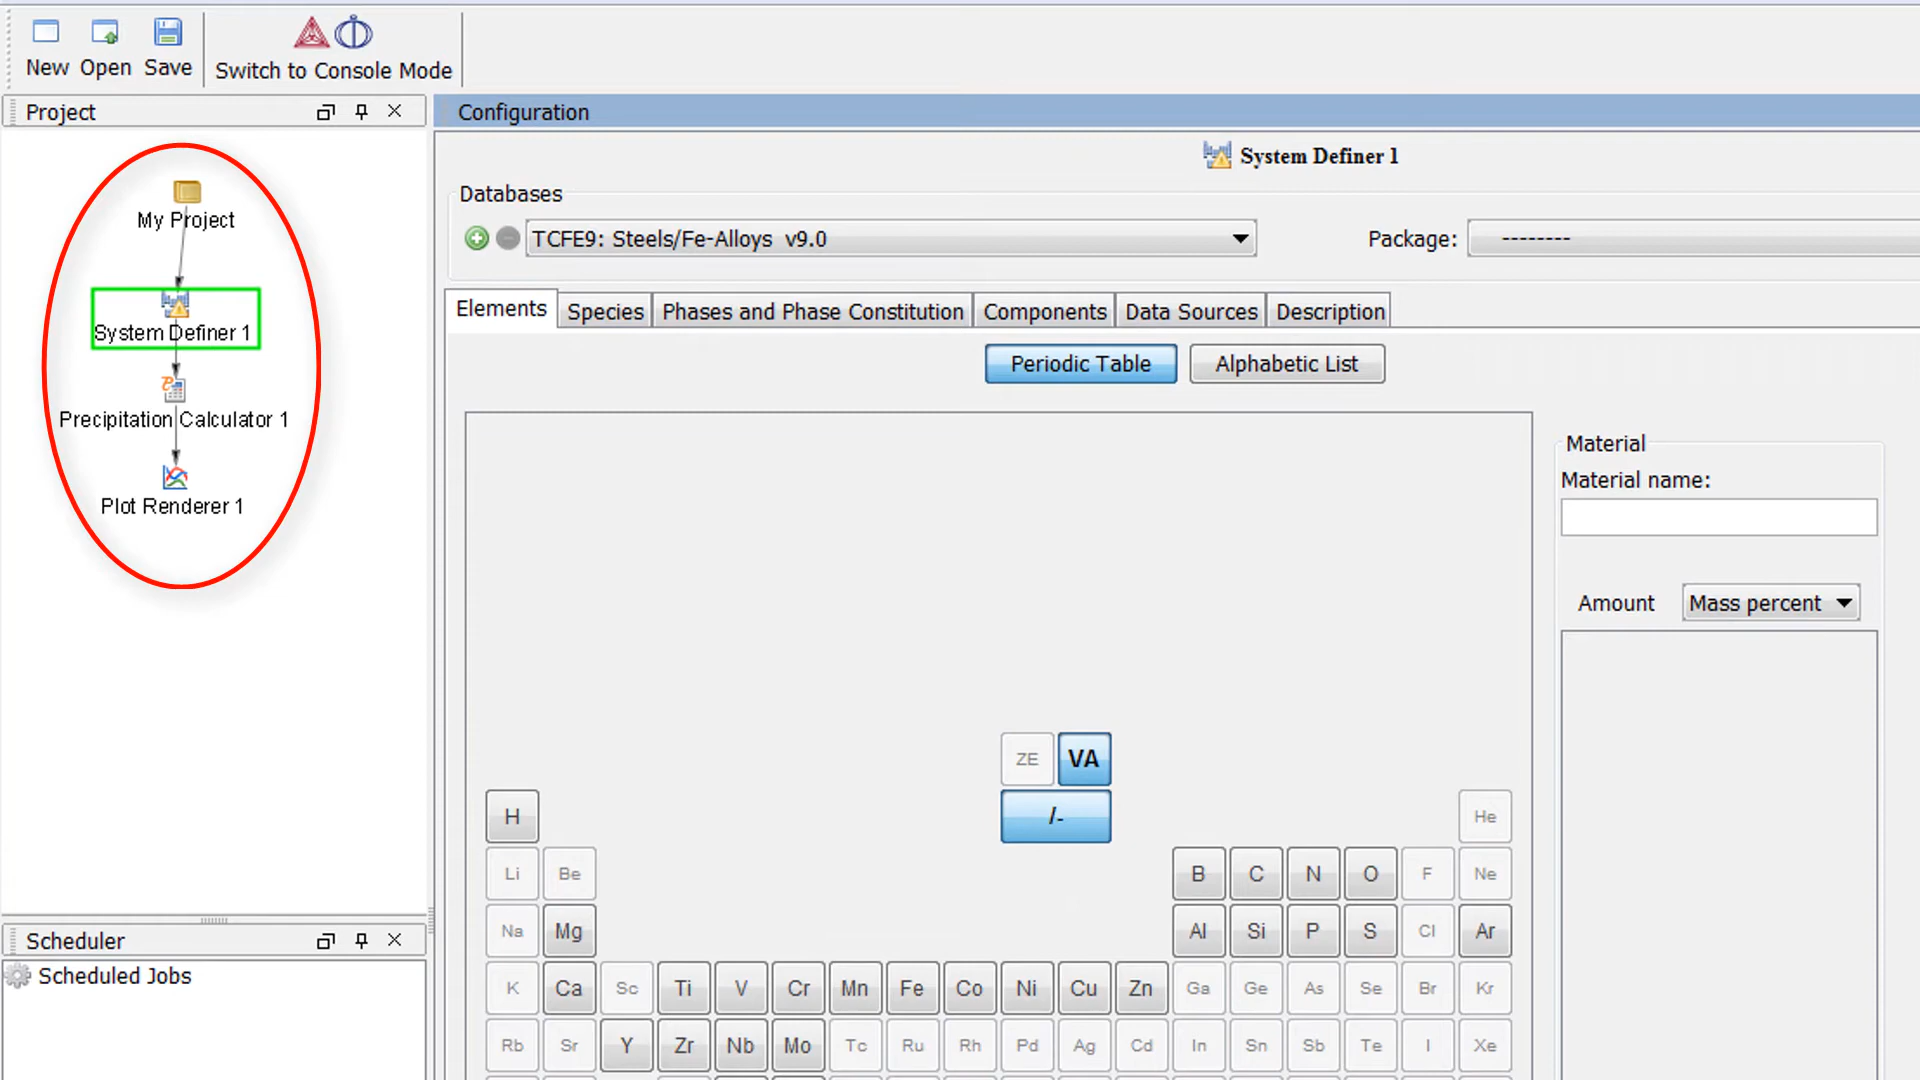 New Open Save Switch to Console Mode
Project
My Project
System Definer 1
Precipitation Calculator 1
Plot Renderer 1
Scheduler
Scheduled Jobs
Configuration
System Definer 1
Databases
TCFE9: Steels/Fe-Alloys v9.0 Package: --------
Elements Species Phases and Phase Constitution Components Data Sources Description
Periodic Table Alphabetic List
ZE VA
H /- He
Li Be B C N O F Ne
Na Mg Al Si P S Cl Ar
K Ca Sc Ti V Cr Mn Fe Co Ni Cu Zn Ga Ge As Se Br Kr
Rb Sr Y Zr Nb Mo Tc Ru Rh Pd Ag Cd In Sn Sb Te I Xe
Material
Material name:
Amount Mass percent